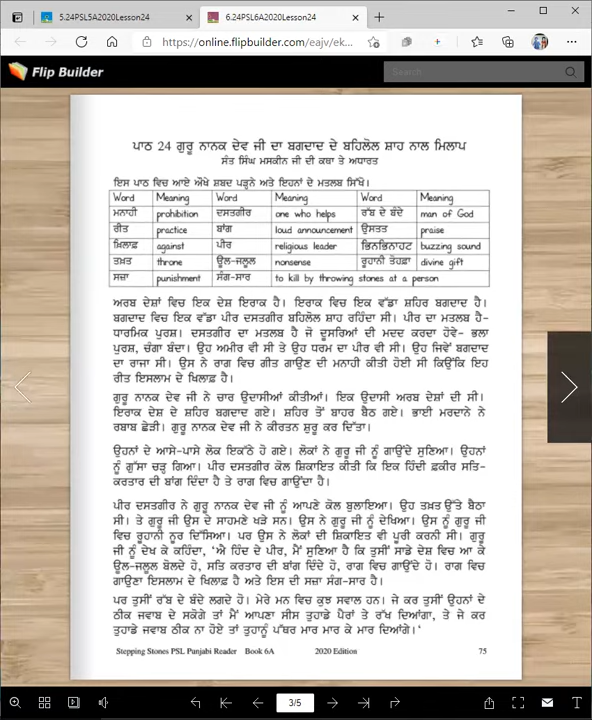 5.24PSL5A2020Lesson24
6.24PSL6A2020Lesson24
https://online.flipbuilder.com/eajv/ek...
Flip Builder
Search
ਪਾਠ 24 ਗੁਰੂ ਨਾਨਕ ਦੇਵ ਜੀ ਦਾ ਬਗਦਾਦ ਦੇ ਬਹਿਲੋਲ ਸ਼ਾਹ ਨਾਲ ਮਿਲਾਪ
ਸੰਤ ਸਿੰਘ ਮਸਕੀਨ ਜੀ ਦੀ ਕਥਾ ਤੇ ਅਧਾਰਤ
ਇਸ ਪਾਠ ਵਿਚ ਆਏ ਔਖੇ ਸ਼ਬਦ ਪੜ੍ਹਨੇ ਅਤੇ ਇਹਨਾਂ ਦੇ ਮਤਲਬ ਸਿੱਖੋ।
Word Meaning Word Meaning Word Meaning
ਮਨਾਹੀ prohibition ਦਸਤਗੀਰ one who helps ਰੱਬ ਦੇ ਬੰਦੇ man of God
ਰੀਤ practice ਬਾਂਗ loud announcement ਉਸਤਤ praise
ਖ਼ਿਲਾਫ਼ against ਪੀਰ religious leader ਭਿਨਭਿਨਾਹਟ buzzing sound
ਤਖ਼ਤ throne ਊਲ-ਜਲੂਲ nonsense ਰੂਹਾਨੀ ਤੋਹਫ਼ਾ divine gift
ਸਜ਼ਾ punishment ਸੰਗ-ਸਾਰ to kill by throwing stones at a person
ਅਰਬ ਦੇਸ਼ਾਂ ਵਿਚ ਇਕ ਦੇਸ਼ ਇਰਾਕ ਹੈ। ਇਰਾਕ ਵਿਚ ਇਕ ਵੱਡਾ ਸ਼ਹਿਰ ਬਗਦਾਦ ਹੈ।
ਬਗਦਾਦ ਵਿਚ ਇਕ ਵੱਡਾ ਪੀਰ ਦਸਤਗੀਰ ਬਹਿਲੋਲ ਸ਼ਾਹ ਰਹਿੰਦਾ ਸੀ। ਪੀਰ ਦਾ ਮਤਲਬ ਹੈ-
ਧਾਰਮਿਕ ਪੁਰਸ਼। ਦਸਤਗੀਰ ਦਾ ਮਤਲਬ ਹੈ ਜੋ ਦੂਸਰਿਆਂ ਦੀ ਮਦਦ ਕਰਦਾ ਹੋਵੇ- ਭਲਾ
ਪੁਰਸ਼, ਚੰਗਾ ਬੰਦਾ। ਉਹ ਅਮੀਰ ਵੀ ਸੀ ਤੇ ਉਹ ਧਰਮ ਦਾ ਪੀਰ ਵੀ ਸੀ। ਉਹ ਜਿਵੇਂ ਬਗਦਾਦ
ਦਾ ਰਾਜਾ ਸੀ। ਉਸ ਨੇ ਰਾਗ ਵਿਚ ਗੀਤ ਗਾਉਣ ਦੀ ਮਨਾਹੀ ਕੀਤੀ ਹੋਈ ਸੀ ਕਿਉਂਕਿ ਇਹ
ਰੀਤ ਇਸਲਾਮ ਦੇ ਖ਼ਿਲਾਫ਼ ਹੈ।
ਗੁਰੂ ਨਾਨਕ ਦੇਵ ਜੀ ਨੇ ਚਾਰ ਉਦਾਸੀਆਂ ਕੀਤੀਆਂ। ਇਕ ਉਦਾਸੀ ਅਰਬ ਦੇਸ਼ਾਂ ਦੀ ਸੀ।
ਇਰਾਕ ਦੇਸ਼ ਦੇ ਸ਼ਹਿਰ ਬਗਦਾਦ ਗਏ। ਸ਼ਹਿਰ ਤੋਂ ਬਾਹਰ ਬੈਠ ਗਏ। ਭਾਈ ਮਰਦਾਨੇ ਨੇ
ਰਬਾਬ ਛੇੜੀ। ਗੁਰੂ ਨਾਨਕ ਦੇਵ ਜੀ ਨੇ ਕੀਰਤਨ ਸ਼ੁਰੂ ਕਰ ਦਿੱਤਾ।
ਉਹਨਾਂ ਦੇ ਆਸੇ-ਪਾਸੇ ਲੋਕ ਇਕੱਠੇ ਹੋ ਗਏ। ਲੋਕਾਂ ਨੇ ਗੁਰੂ ਜੀ ਨੂੰ ਗਾਉਂਦੇ ਸੁਣਿਆ। ਉਹਨਾਂ
ਨੂੰ ਗੁੱਸਾ ਚੜ੍ਹ ਗਿਆ। ਪੀਰ ਦਸਤਗੀਰ ਕੋਲ ਸ਼ਿਕਾਇਤ ਕੀਤੀ ਕਿ ਇਕ ਹਿੰਦੀ ਫ਼ਕੀਰ ਸਤਿ-
ਕਰਤਾਰ ਦੀ ਬਾਂਗ ਦਿੰਦਾ ਹੈ ਤੇ ਰਾਗ ਵਿਚ ਗਾਉਂਦਾ ਹੈ।
ਪੀਰ ਦਸਤਗੀਰ ਨੇ ਗੁਰੂ ਨਾਨਕ ਦੇਵ ਜੀ ਨੂੰ ਆਪਣੇ ਕੋਲ ਬੁਲਾਇਆ। ਉਹ ਤਖ਼ਤ ਉੱਤੇ ਬੈਠਾ
ਸੀ। ਤੇ ਗੁਰੂ ਜੀ ਉਸ ਦੇ ਸਾਹਮਣੇ ਖੜੇ ਸਨ। ਉਸ ਨੇ ਗੁਰੂ ਜੀ ਨੂੰ ਦੇਖਿਆ। ਉਸ ਨੂੰ ਗੁਰੂ ਜੀ
ਵਿਚ ਰੂਹਾਨੀ ਨੂਰ ਦਿੱਸਿਆ। ਪਰ ਉਸ ਨੇ ਲੋਕਾਂ ਦੀ ਸ਼ਿਕਾਇਤ ਵੀ ਪੂਰੀ ਕਰਨੀ ਸੀ। ਗੁਰੂ
ਜੀ ਨੂੰ ਦੇਖ ਕੇ ਕਹਿੰਦਾ, 'ਐ ਹਿੰਦ ਦੇ ਪੀਰ, ਮੈਂ ਸੁਣਿਆ ਹੈ ਕਿ ਤੁਸੀਂ ਸਾਡੇ ਦੇਸ਼ ਵਿਚ ਆ ਕੇ
ਊਲ-ਜਲੂਲ ਬੋਲਦੇ ਹੋ, ਸਤਿ ਕਰਤਾਰ ਦੀ ਬਾਂਗ ਦਿੰਦੇ ਹੋ, ਰਾਗ ਵਿਚ ਗਾਉਂਦੇ ਹੋ। ਰਾਗ ਵਿਚ
ਗਾਉਣਾ ਇਸਲਾਮ ਦੇ ਖ਼ਿਲਾਫ਼ ਹੈ ਅਤੇ ਇਸ ਦੀ ਸਜ਼ਾ ਸੰਗ-ਸਾਰ ਹੈ।
ਪਰ ਤੁਸੀਂ ਰੱਬ ਦੇ ਬੰਦੇ ਲਗਦੇ ਹੋ। ਮੇਰੇ ਮਨ ਵਿਚ ਕੁਝ ਸਵਾਲ ਹਨ। ਜੇ ਕਰ ਤੁਸੀਂ ਉਹਨਾਂ ਦੇ
ਠੀਕ ਜਵਾਬ ਦੇ ਸਕੋਗੇ ਤਾਂ ਮੈਂ ਆਪਣਾ ਸੀਸ ਤੁਹਾਡੇ ਪੈਰਾਂ ਤੇ ਰੱਖ ਦਿਆਂਗਾ, ਤੇ ਜੇ ਕਰ
ਤੁਹਾਡੇ ਜਵਾਬ ਠੀਕ ਨਾ ਹੋਏ ਤਾਂ ਤੁਹਾਨੂੰ ਪੱਥਰ ਮਾਰ ਮਾਰ ਕੇ ਮਾਰ ਦਿਆਂਗੇ।'
Stepping Stones PSL Punjabi Reader Book 6A 2020 Edition 75
3/5